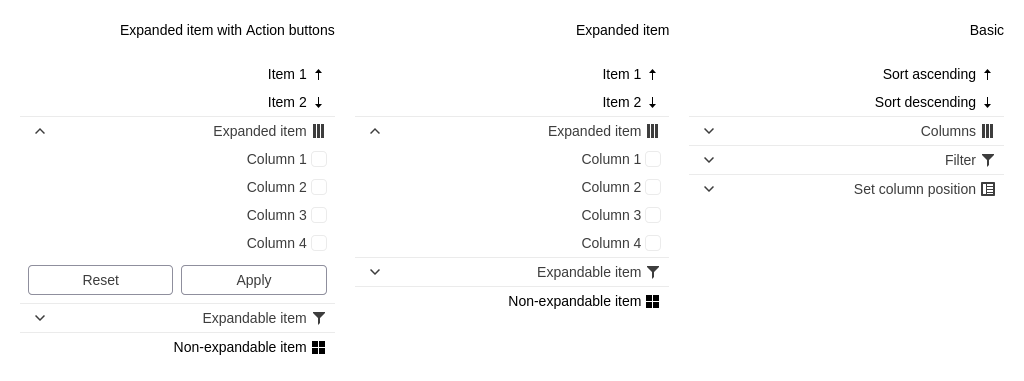 Expanded item with Action buttons
Item 1
Item 2
Expanded item
Column 1
Column 2
Column 3
Column 4
Reset
Apply
Expandable item
Non-expandable item
Expanded item
Item 1
Item 2
Expanded item
Column 1
Column 2
Column 3
Column 4
Expandable item
Non-expandable item
Basic
Sort ascending
Sort descending
Columns
Filter
Set column position